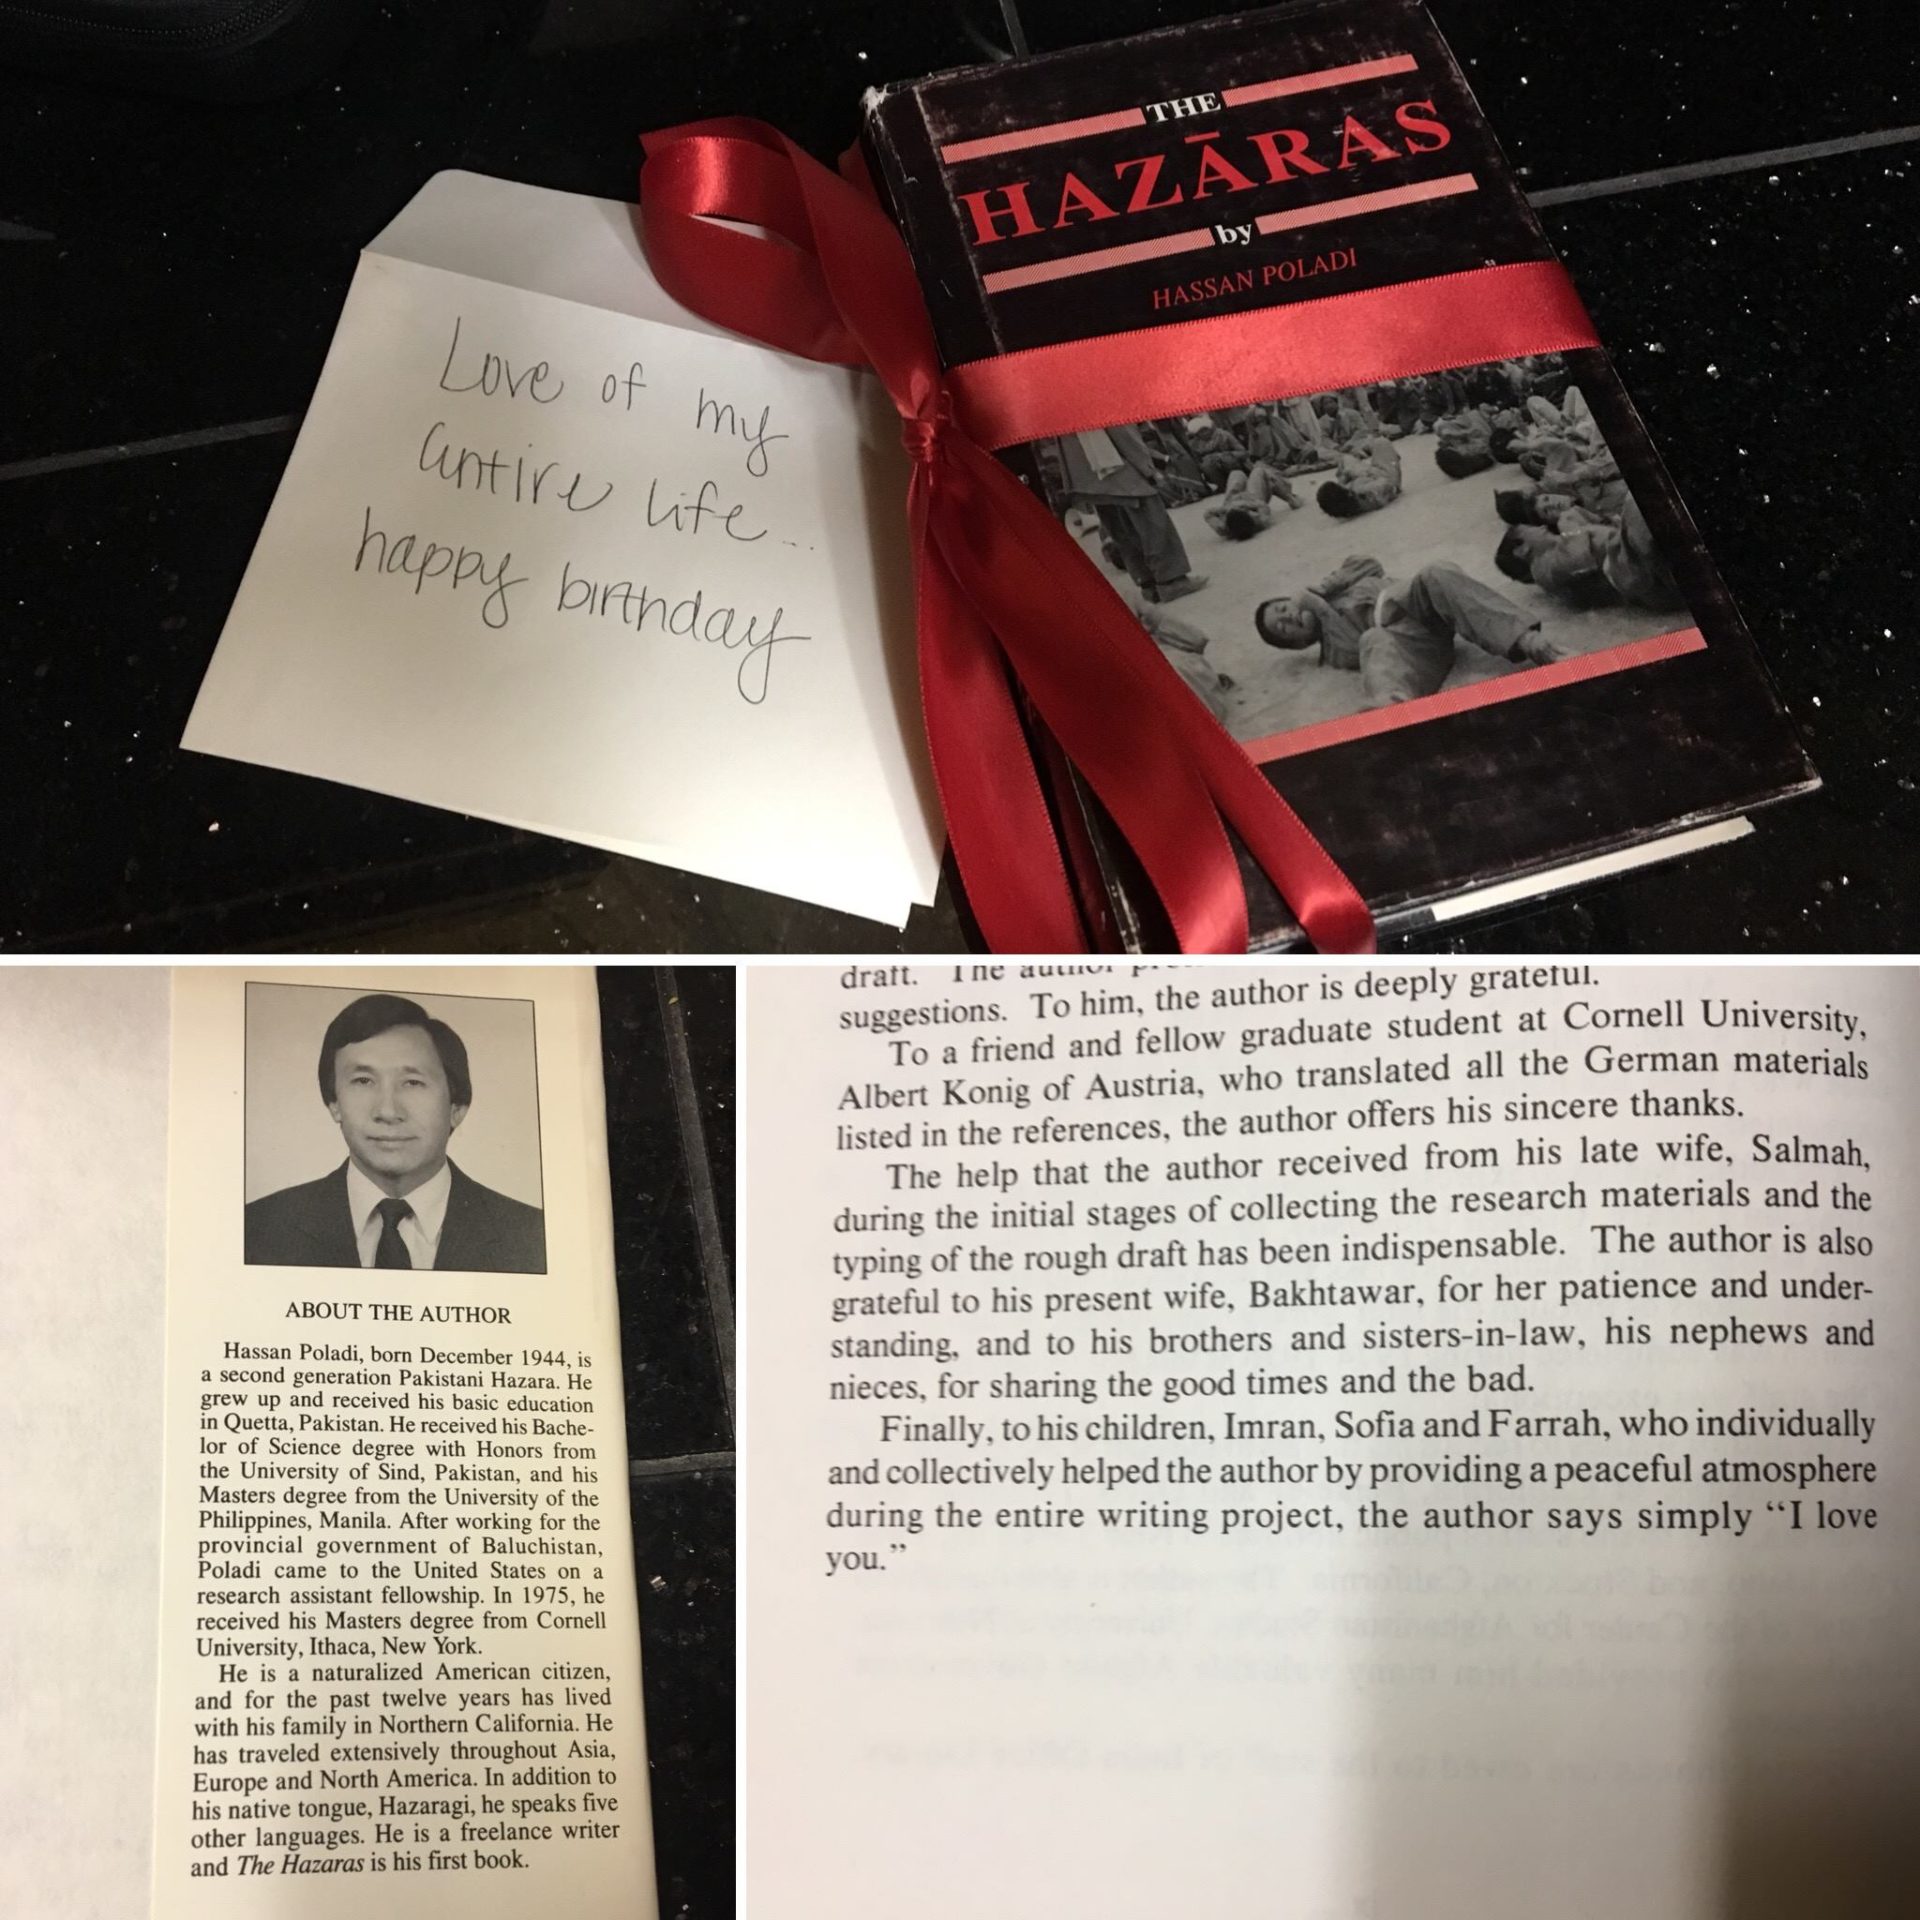 Love of my
entire life...
happy birthday
THE
HAZĀRAS
by
HASSAN POLADI
ABOUT THE AUTHOR
Hassan Poladi, born December 1944, is
a second generation Pakistani Hazara. He
grew up and received his basic education
in Quetta, Pakistan. He received his Bache-
lor of Science degree with Honors from
the University of Sind, Pakistan, and his
Masters degree from the University of the
Philippines, Manila. After working for the
provincial government of Baluchistan,
Poladi came to the United States on a
research assistant fellowship. In 1975, he
received his Masters degree from Cornell
University, Ithaca, New York.
He is a naturalized American citizen,
and for the past twelve years has lived
with his family in Northern California. He
has traveled extensively throughout Asia,
Europe and North America. In addition to
his native tongue, Hazaragi, he speaks five
other languages. He is a freelance writer
and The Hazaras is his first book.
draft. The author
suggestions. To him, the author is deeply grateful.
To a friend and fellow graduate student at Cornell University,
Albert Konig of Austria, who translated all the German materials
listed in the references, the author offers his sincere thanks.
The help that the author received from his late wife, Salmah,
during the initial stages of collecting the research materials and the
typing of the rough draft has been indispensable. The author is also
grateful to his present wife, Bakhtawar, for her patience and under-
standing, and to his brothers and sisters-in-law, his nephews and
nieces, for sharing the good times and the bad.
Finally, to his children, Imran, Sofia and Farrah, who individually
and collectively helped the author by providing a peaceful atmosphere
during the entire writing project, the author says simply “I love
you.”